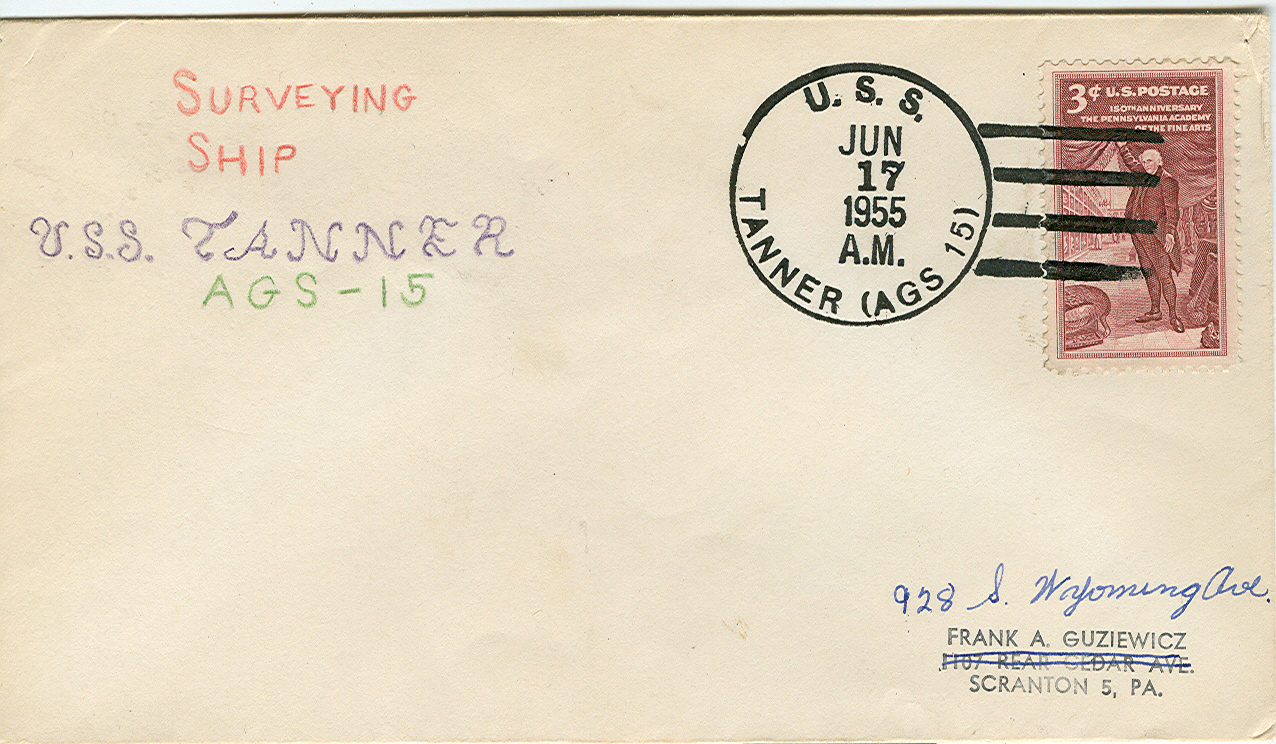 SURVEYING
SHIP
U.S.S. TANNER
AGS-15
U. S. S.
JUN
17
1955
A.M.
TANNER (AGS 15)
3¢ U.S. POSTAGE
150TH ANNIVERSARY
THE PENNSYLVANIA ACADEMY
OF THE FINE ARTS
928 S. Wyoming Ave.
FRANK A. GUZIEWICZ
1107 REAR CEDAR AVE.
SCRANTON 5, PA.